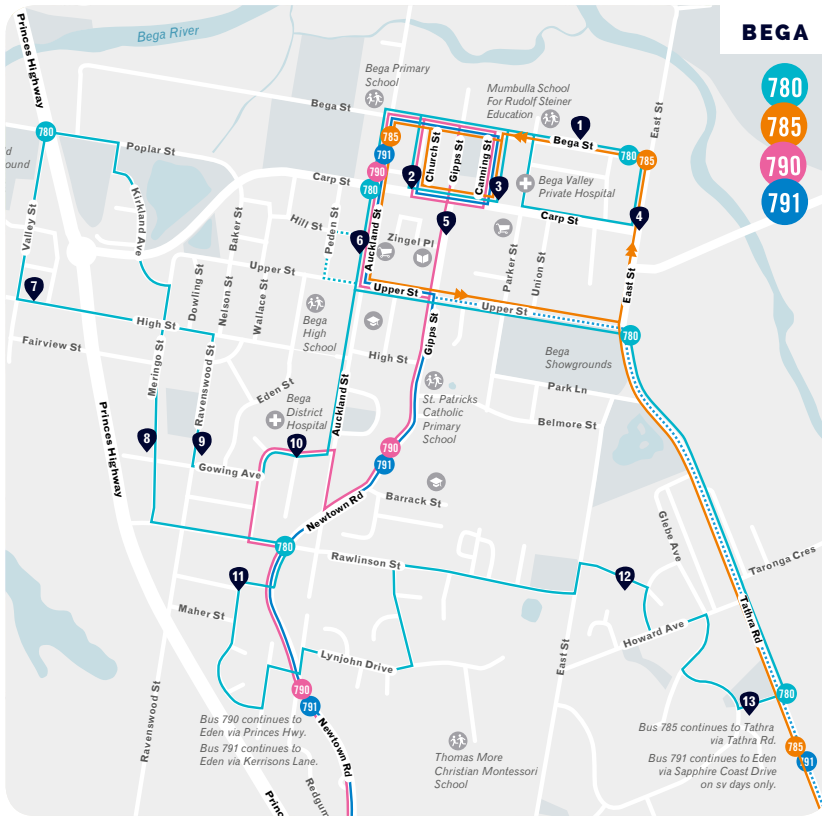 BEGA
780
785
790
791
Princes Highway
Bega River
Bega Primary
School
Mumbulla School
For Rudolf Steiner
Education
Bega St
East St
1
Bega St
780
785
780
ound
Poplar St
785
791
790
780
Church St
Gipps St
Canning St
Carp St
2
3
Bega Valley
Private Hospital
Carp St
4
Valley St
Kirkland Ave
Baker St
Hill St
Peden St
6
Auckland St
Zingel Pl
5
Parker St
Union St
East St
7
Dowling St
Nelson St
Wallace St
Upper St
Upper St
Upper St
Bega
High
School
High St
Fairview St
Meringo St
Ravenswood St
High St
Gipps St
780
Bega
Showgrounds
Park Ln
Belmore St
Eden St
Bega
District
Hospital
Auckland St
St. Patricks
Catholic
Primary
School
Princes Highway
8
9
10
Gowing Ave
790
791
Barrack St
Newtown Rd
780
Rawlinson St
Glebe Ave
Taronga Cres
11
12
Maher St
Howard Ave
Tathra Rd
East St
Lynjohn Drive
Ravenswood St
790
791
780
13
Bus 790 continues to
Eden via Princes Hwy.
Bus 791 continues to
Eden via Kerrisons Lane.
Newtown Rd
Thomas More
Christian Montessori
School
Bus 785 continues to Tathra
via Tathra Rd.
Bus 791 continues to Eden
via Sapphire Coast Drive
on sv days only.
785
791
Princ
Redgum